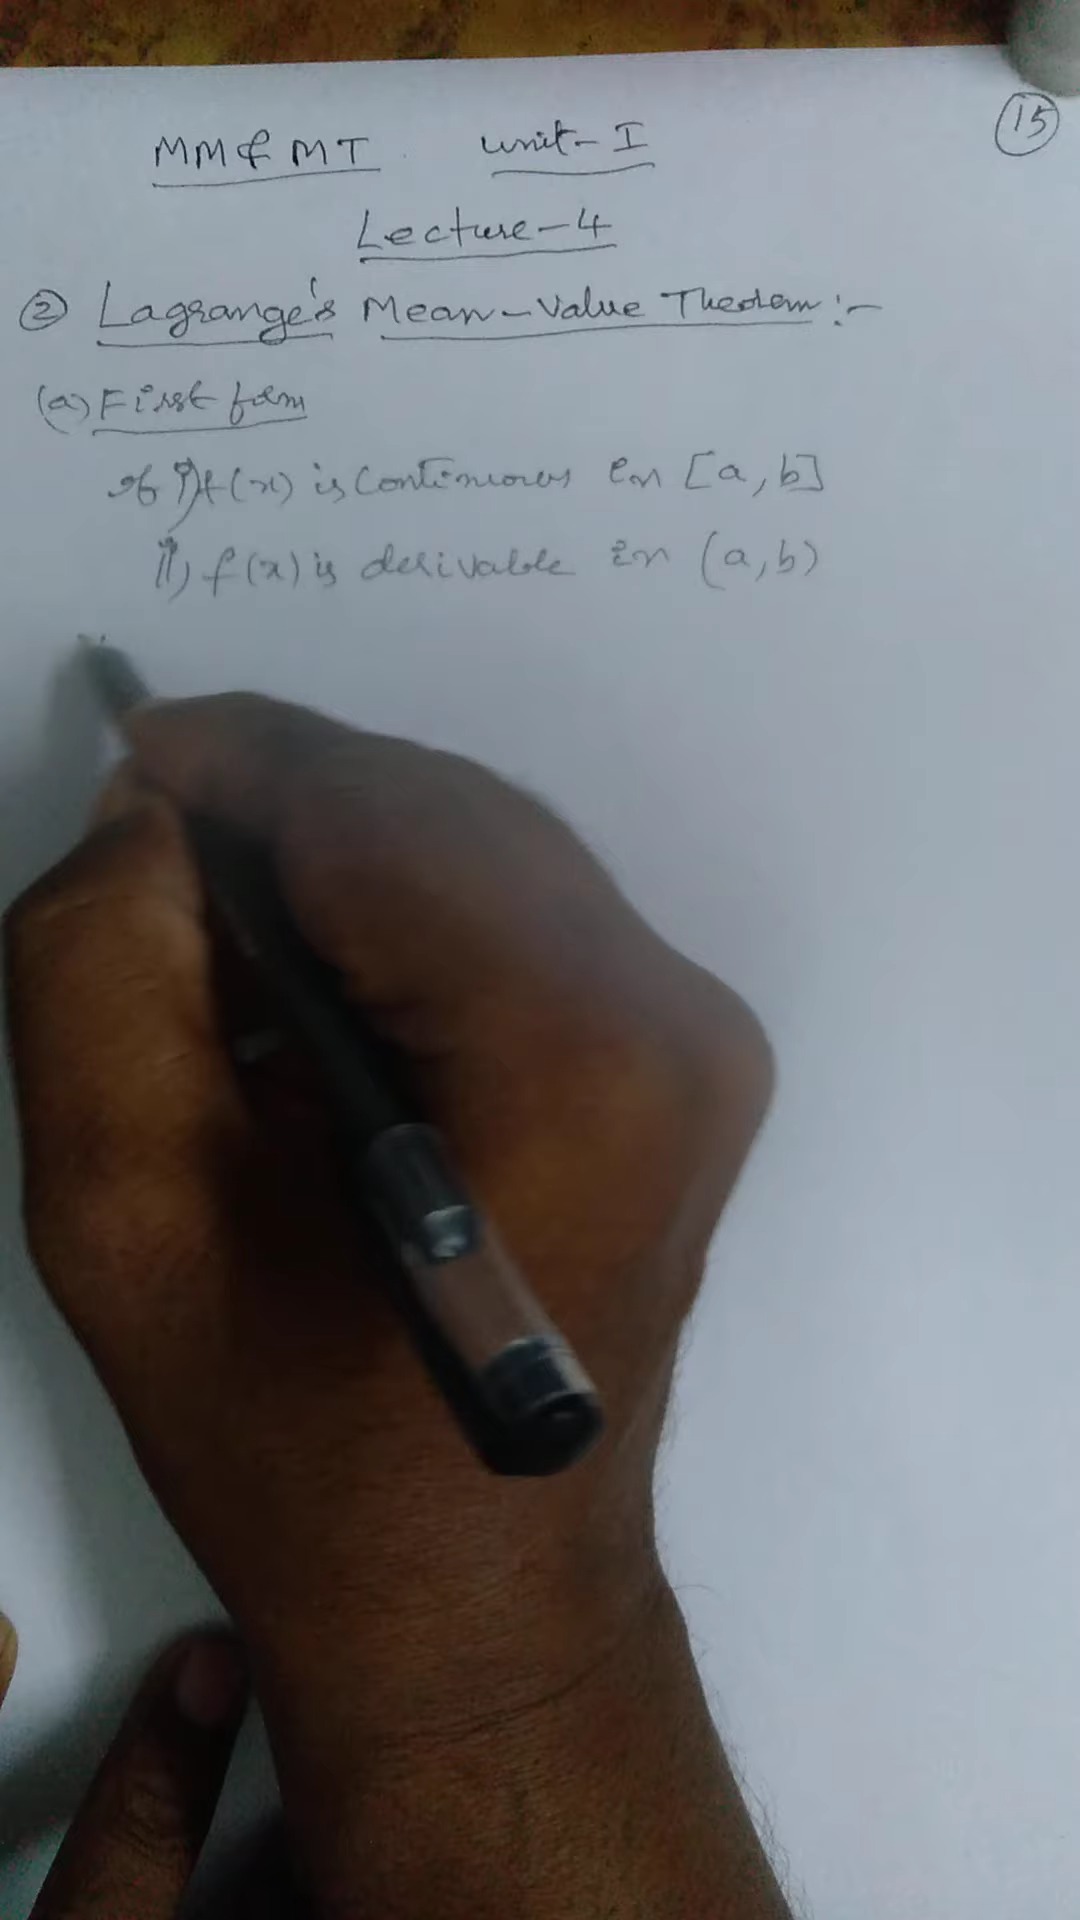 MM & MT Unit-I
15
Lecture-4
② Lagrange's Mean-Value Theorem:-
(a) First form
If i) f(x) is continuous in [a,b]
ii) f(x) is derivable in (a,b)